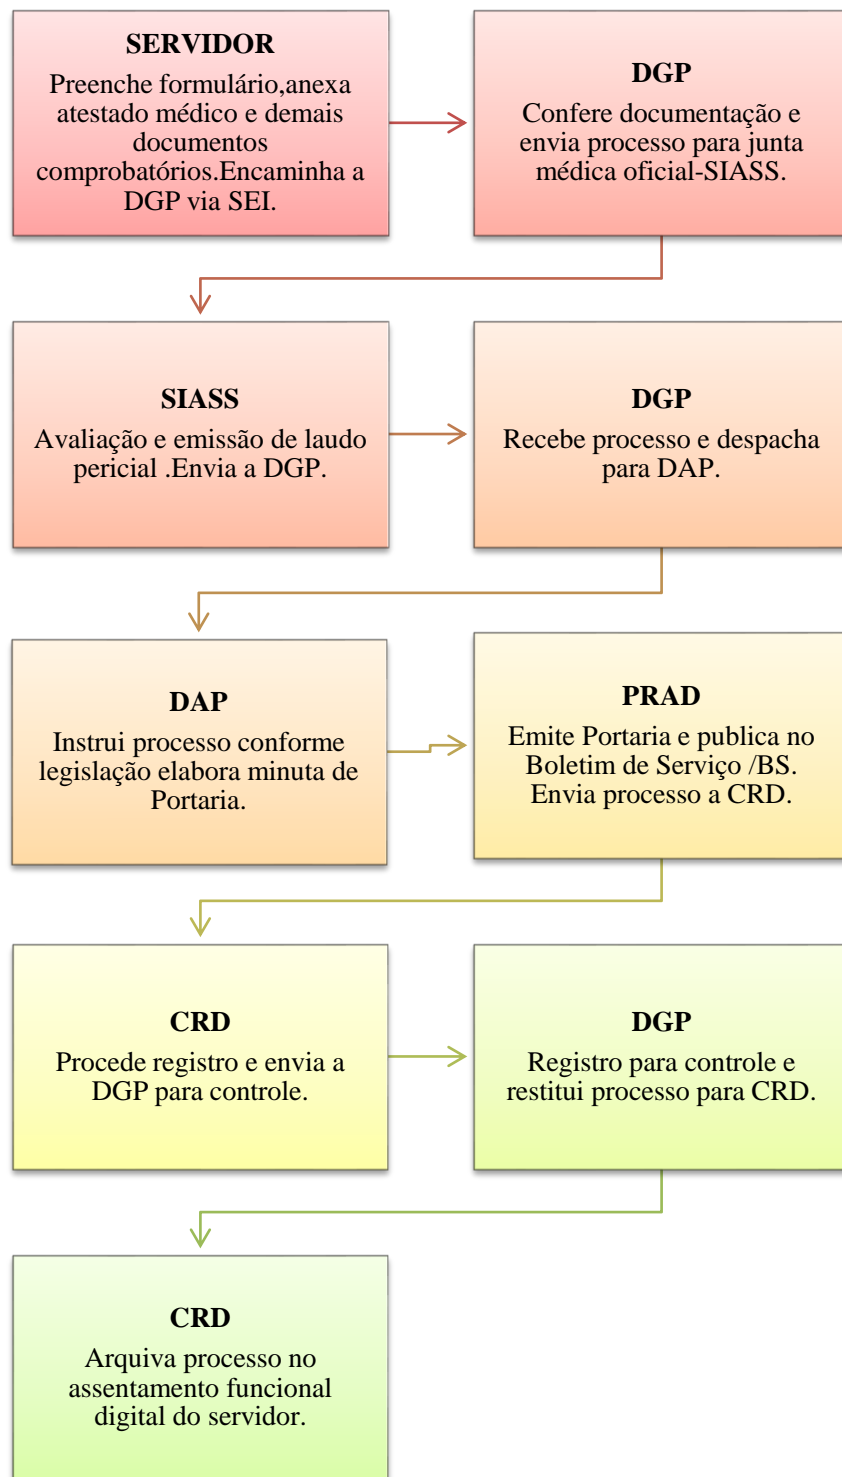 SERVIDOR
Preenche formulário,anexa
atestado médico e demais
documentos
comprobatórios.Encaminha a
DGP via SEI.
DGP
Confere documentação e
envia processo para junta
médica oficial-SIASS.
SIASS
Avaliação e emissão de laudo
pericial .Envia a DGP.
DGP
Recebe processo e despacha
para DAP.
DAP
Instrui processo conforme
legislação elabora minuta de
Portaria.
PRAD
Emite Portaria e publica no
Boletim de Serviço /BS.
Envia processo a CRD.
CRD
Procede registro e envia a
DGP para controle.
DGP
Registro para controle e
restitui processo para CRD.
CRD
Arquiva processo no
assentamento funcional
digital do servidor.